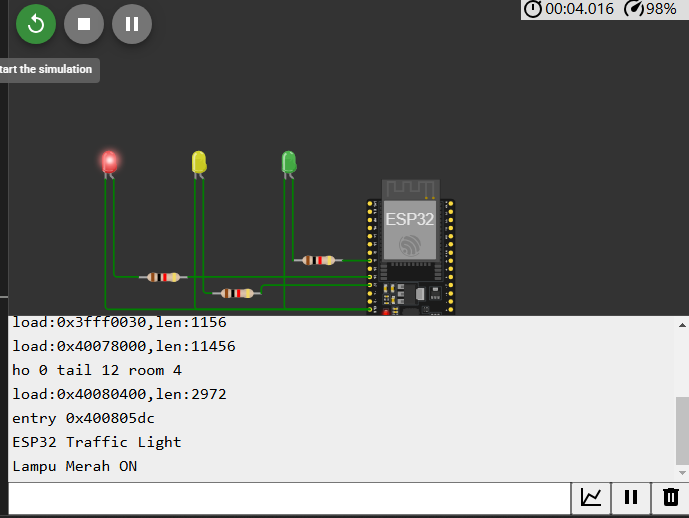 00:04.016 98%
tart the simulation
ESP32
load:0x3fff0030,len:1156
load:0x40078000,len:11456
ho 0 tail 12 room 4
load:0x40080400,len:2972
entry 0x400805dc
ESP32 Traffic Light
Lampu Merah ON